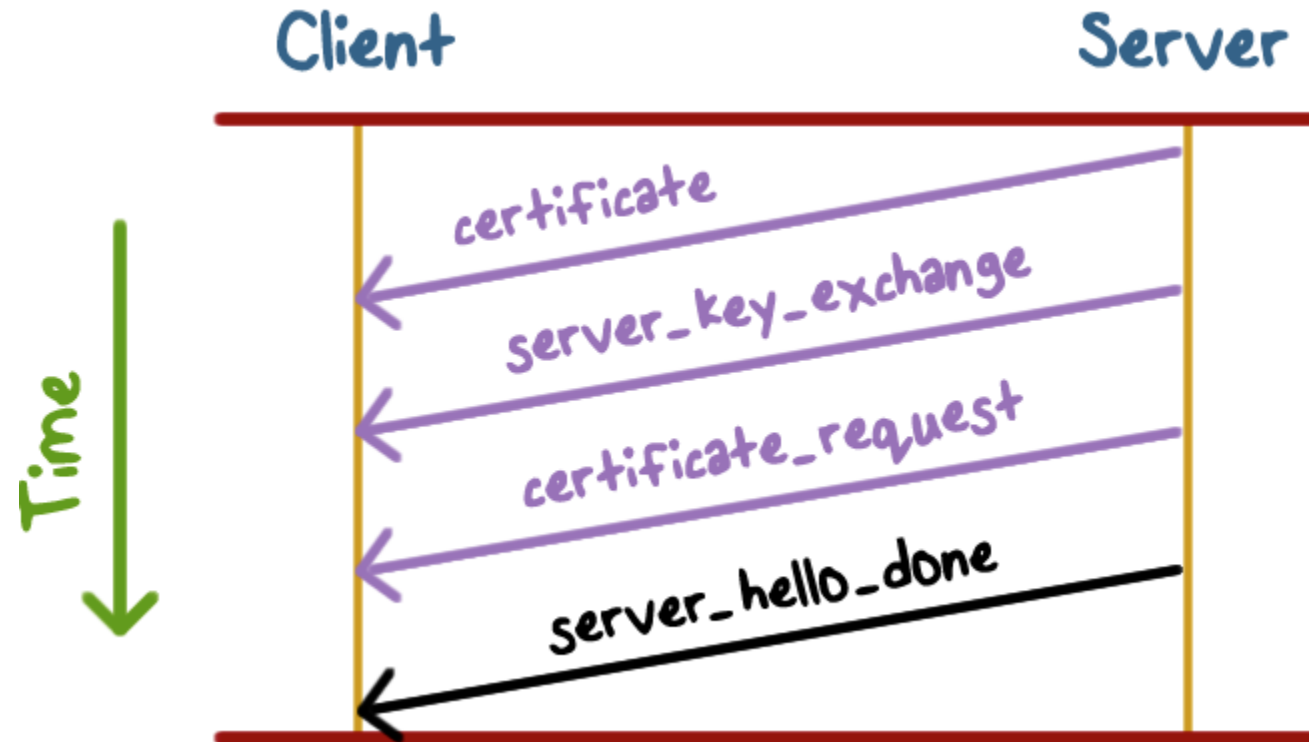 Client
Server
certificate
server_key_exchange
certificate_request
server_hello_done
Time